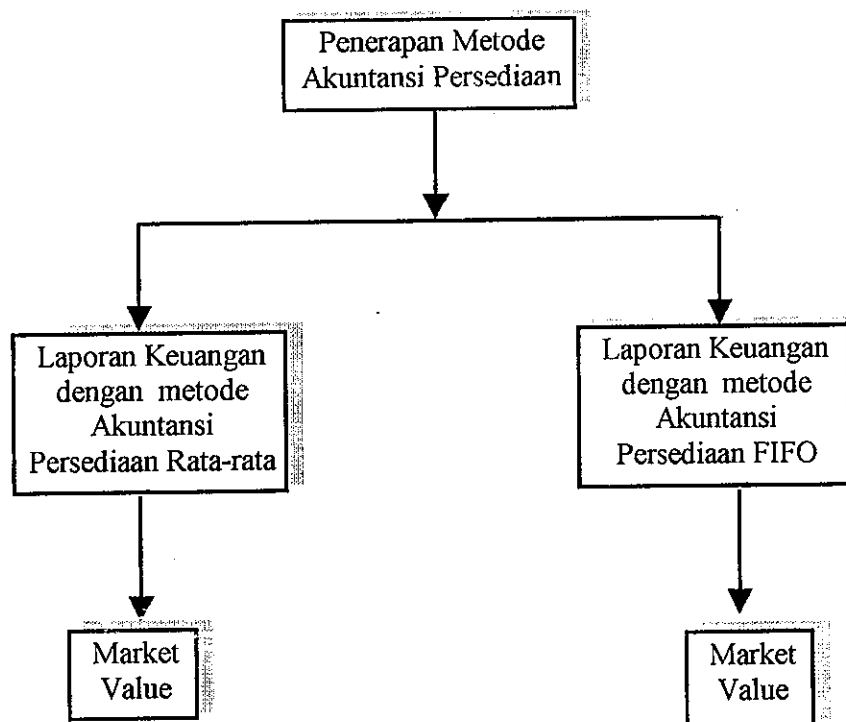 Penerapan Metode
Akuntansi Persediaan
Laporan Keuangan
dengan metode
Akuntansi
Persediaan Rata-rata
Laporan Keuangan
dengan metode
Akuntansi
Persediaan FIFO
Market
Value
Market
Value